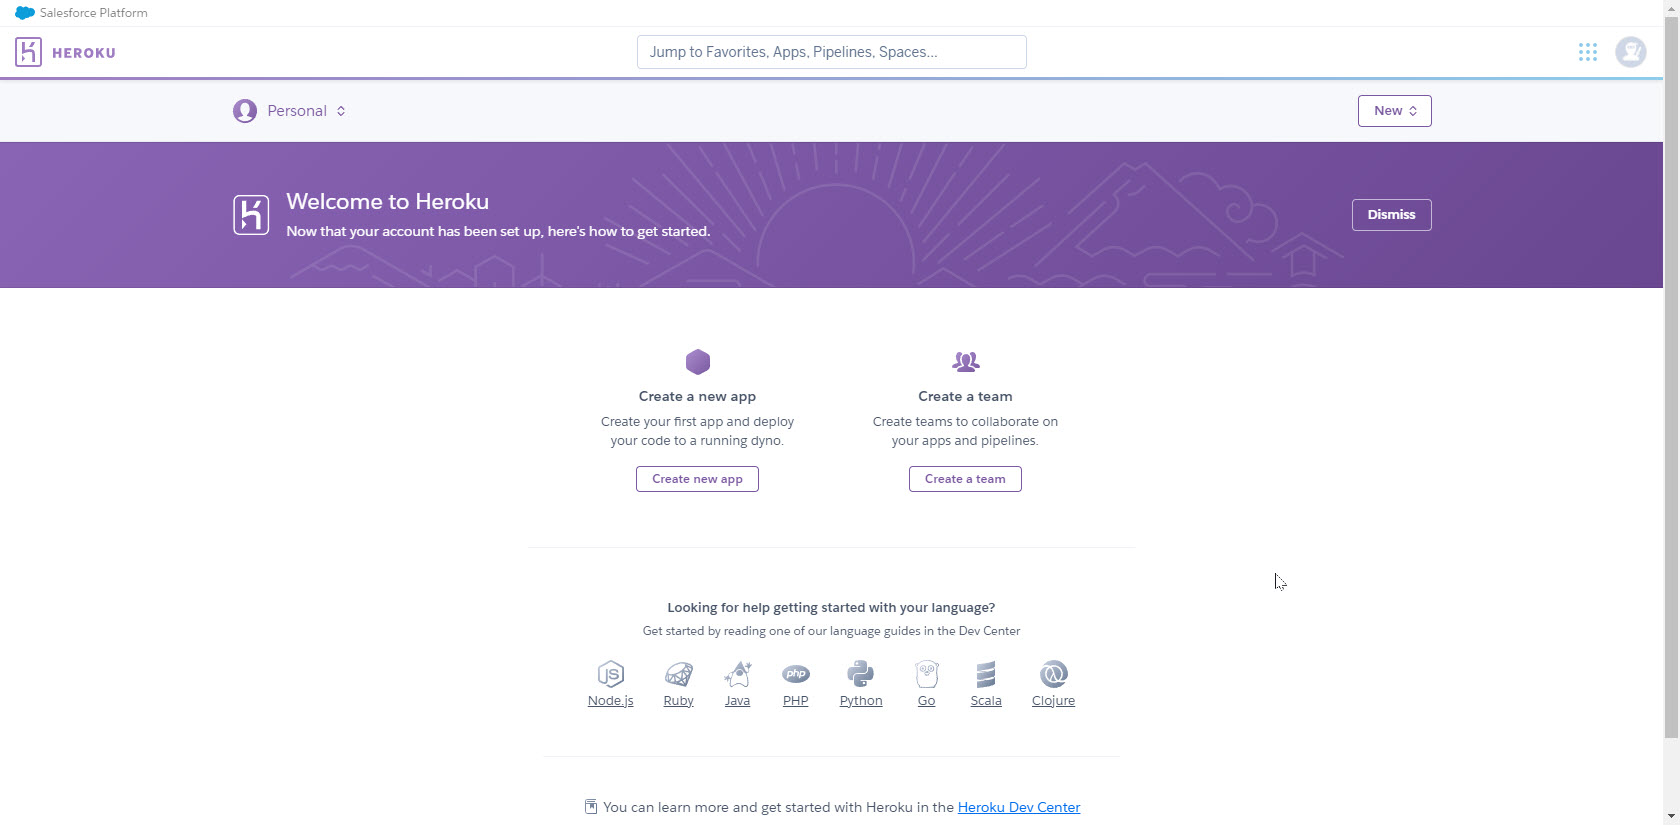 Salesforce Platform
HEROKU
Jump to Favorites, Apps, Pipelines, Spaces...
Personal
New
Welcome to Heroku
Now that your account has been set up, here's how to get started.
Dismiss
Create a new app
Create your first app and deploy
your code to a running dyno.
Create new app
Create a team
Create teams to collaborate on
your apps and pipelines.
Create a team
Looking for help getting started with your language?
Get started by reading one of our language guides in the Dev Center
JS
php
Node.js Ruby Java PHP Python Go Scala Clojure
You can learn more and get started with Heroku in the Heroku Dev Center